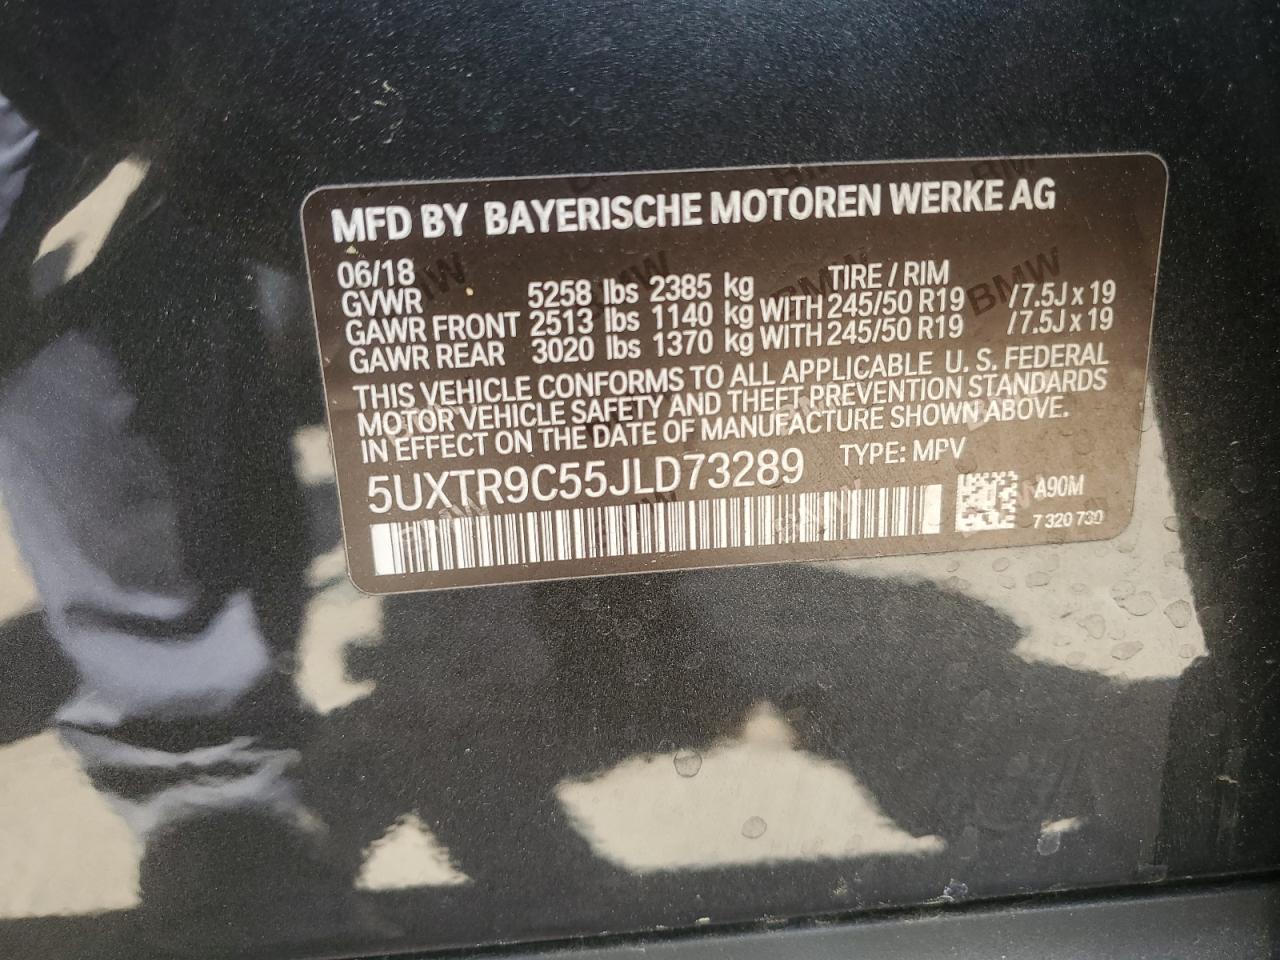 MFD BY BAYERISCHE MOTOREN WERKE AG
06/18 TIRE / RIM
GVWR 5258 lbs 2385 kg
GAWR FRONT 2513 lbs 1140 kg WITH 245/50 R19 /7.5J x 19
GAWR REAR 3020 lbs 1370 kg WITH 245/50 R19 /7.5J x 19
THIS VEHICLE CONFORMS TO ALL APPLICABLE U. S. FEDERAL
MOTOR VEHICLE SAFETY AND THEFT PREVENTION STANDARDS
IN EFFECT ON THE DATE OF MANUFACTURE SHOWN ABOVE.
5UXTR9C55JLD73289 TYPE: MPV
A90M
7 320 730